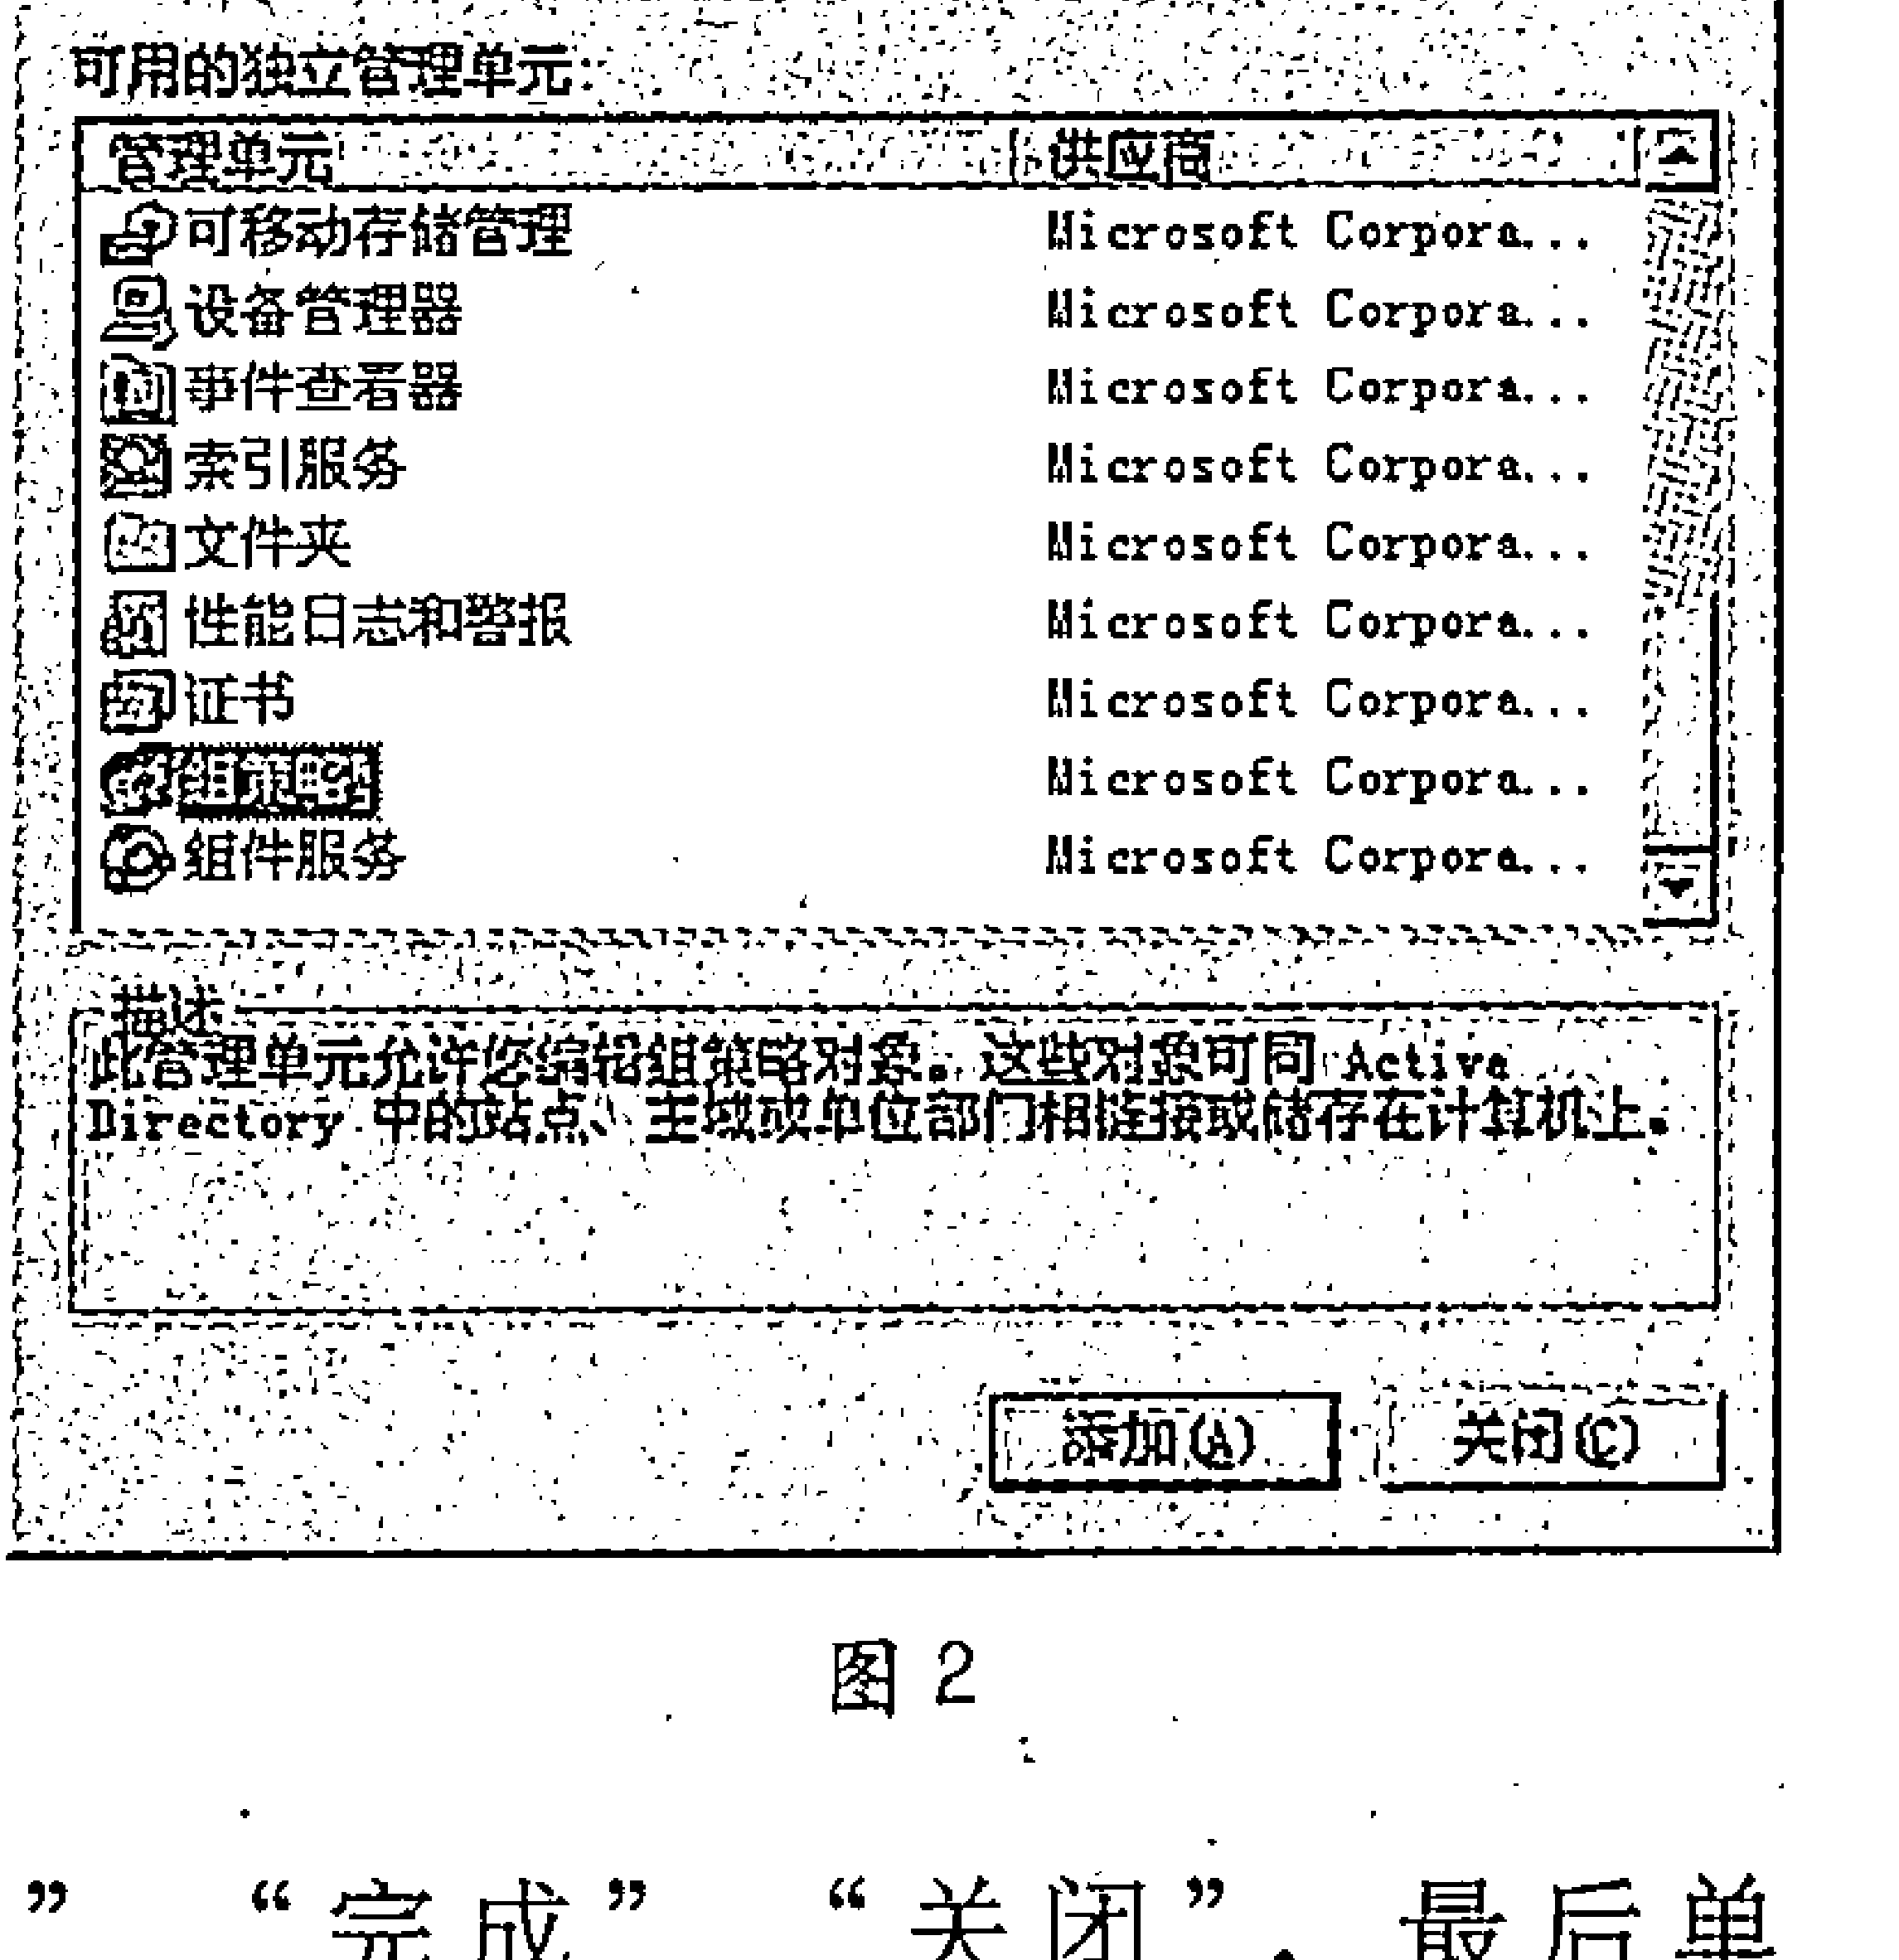 可用的独立管理单元:
管理单元 供应商
可移动存储管理 Microsoft Corpora...
设备管理器 Microsoft Corpora...
事件查看器 Microsoft Corpora...
索引服务 Microsoft Corpora...
文件夹 Microsoft Corpora...
性能日志和警报 Microsoft Corpora...
证书 Microsoft Corpora...
组策略 Microsoft Corpora...
组件服务 Microsoft Corpora...
描述
此管理单元允许您编辑组策略对象。这些对象可同 Active
Directory 中的站点、主域或单位部门相链接或储存在计算机上。
添加(A) 关闭(C)
图 2
” “完成” “关闭”，最后单